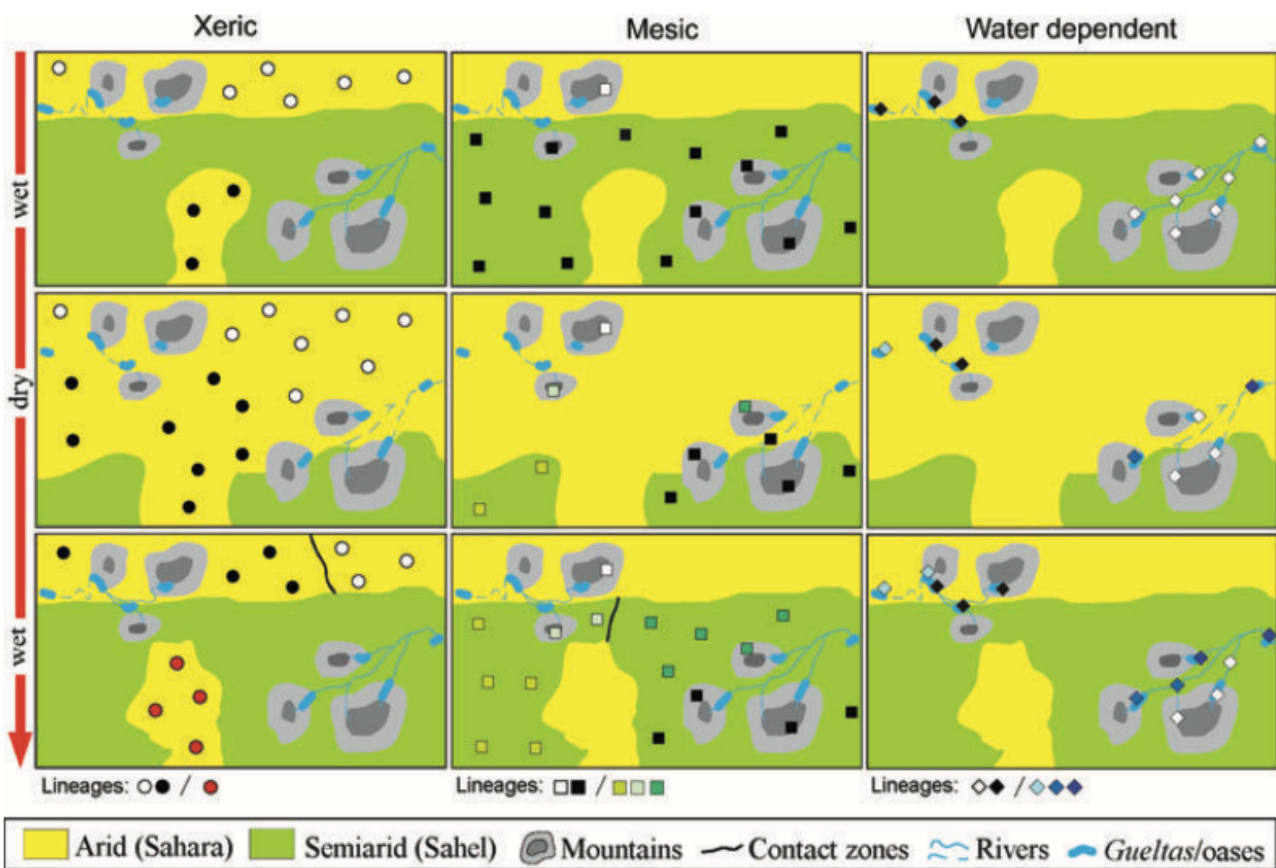 Xeric
Mesic
Water dependent
wet
dry
wet
Lineages: /
Lineages: /
Lineages: /
Arid (Sahara)
Semiarid (Sahel)
Mountains
Contact zones
Rivers
Gueltas/oases